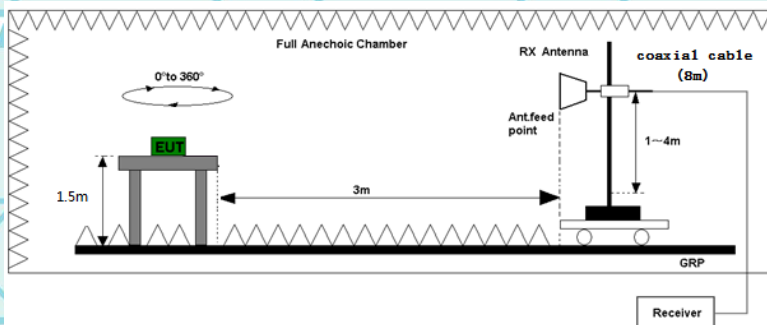 Full Anechoic Chamber
RX Antenna
coaxial cable
(8m)
0°to 360°
Ant.feed
point
EUT
1~4m
1.5m
3m
GRP
Receiver